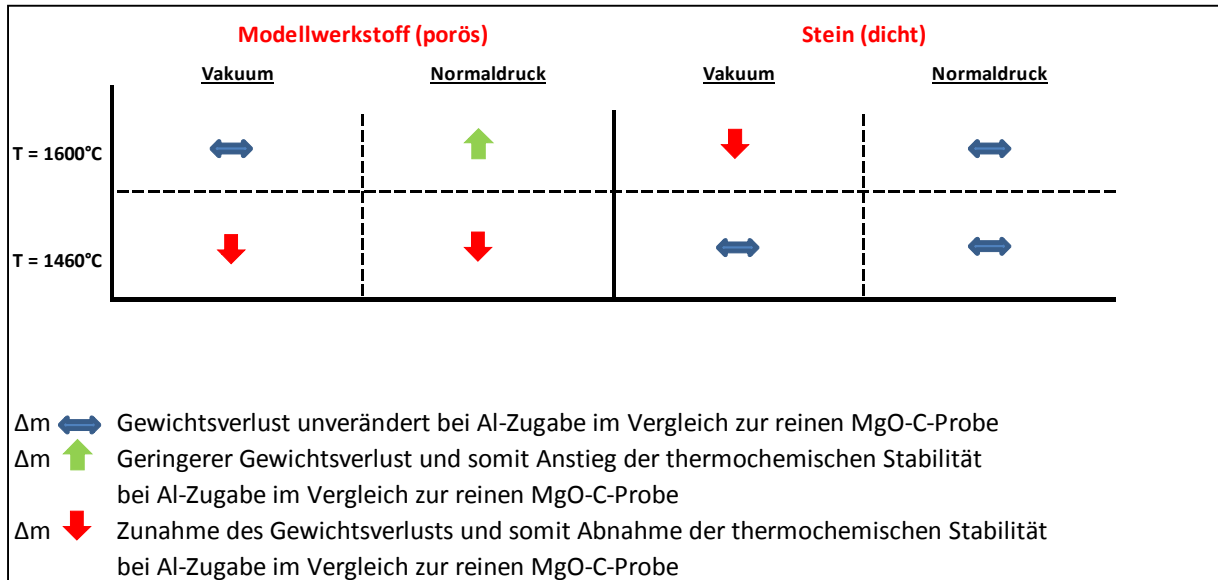 Modellwerkstoff (porös) Stein (dicht)
Vakuum Normaldruck Vakuum Normaldruck
T = 1600°C
T = 1460°C
Δm Gewichtsverlust unverändert bei Al-Zugabe im Vergleich zur reinen MgO-C-Probe
Δm Geringerer Gewichtsverlust und somit Anstieg der thermochemischen Stabilität
bei Al-Zugabe im Vergleich zur reinen MgO-C-Probe
Δm Zunahme des Gewichtsverlusts und somit Abnahme der thermochemischen Stabilität
bei Al-Zugabe im Vergleich zur reinen MgO-C-Probe